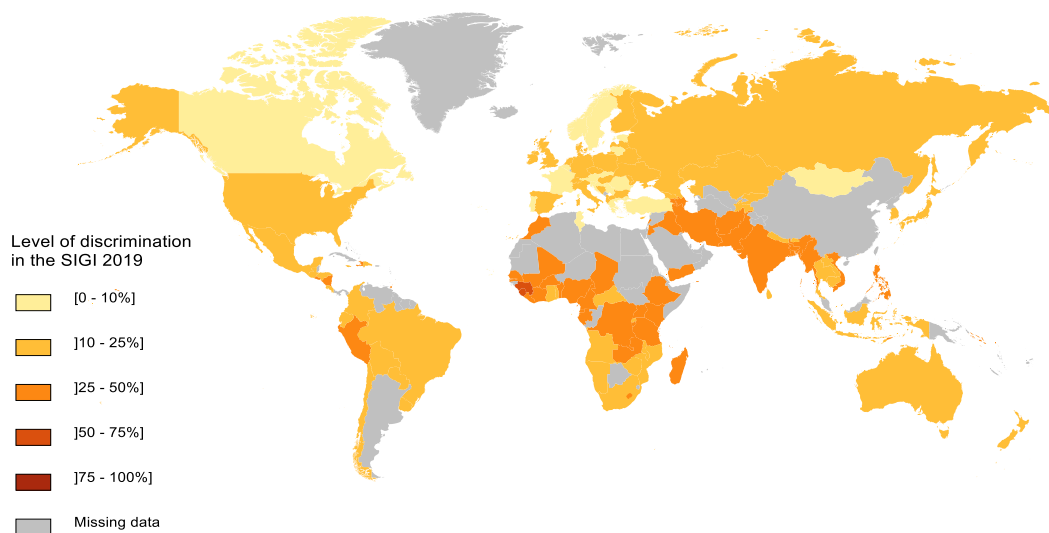 Level of discrimination
in the SIGI 2019
[0 - 10%]
]10 - 25%]
]25 - 50%]
]50 - 75%]
]75 - 100%]
Missing data